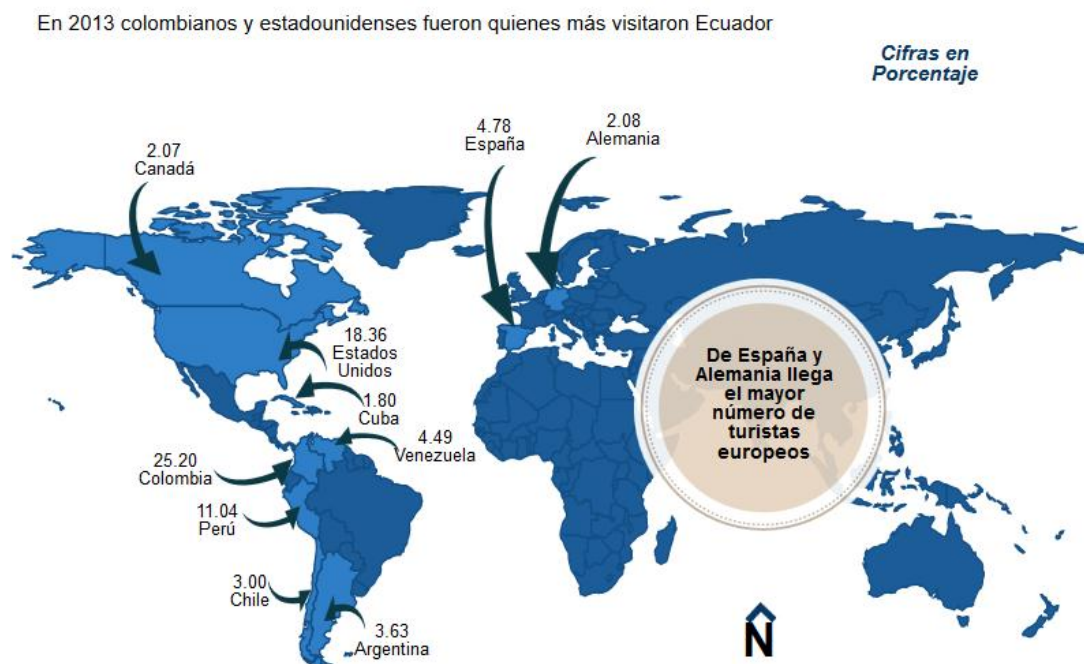 En 2013 colombianos y estadounidenses fueron quienes más visitaron Ecuador
Cifras en
Porcentaje
4.78
España
2.08
Alemania
2.07
Canadá
18.36
Estados
Unidos
1.80
Cuba
4.49
Venezuela
25.20
Colombia
11.04
Perú
3.00
Chile
3.63
Argentina
De España y
Alemania llega
el mayor
número de
turistas
europeos
N